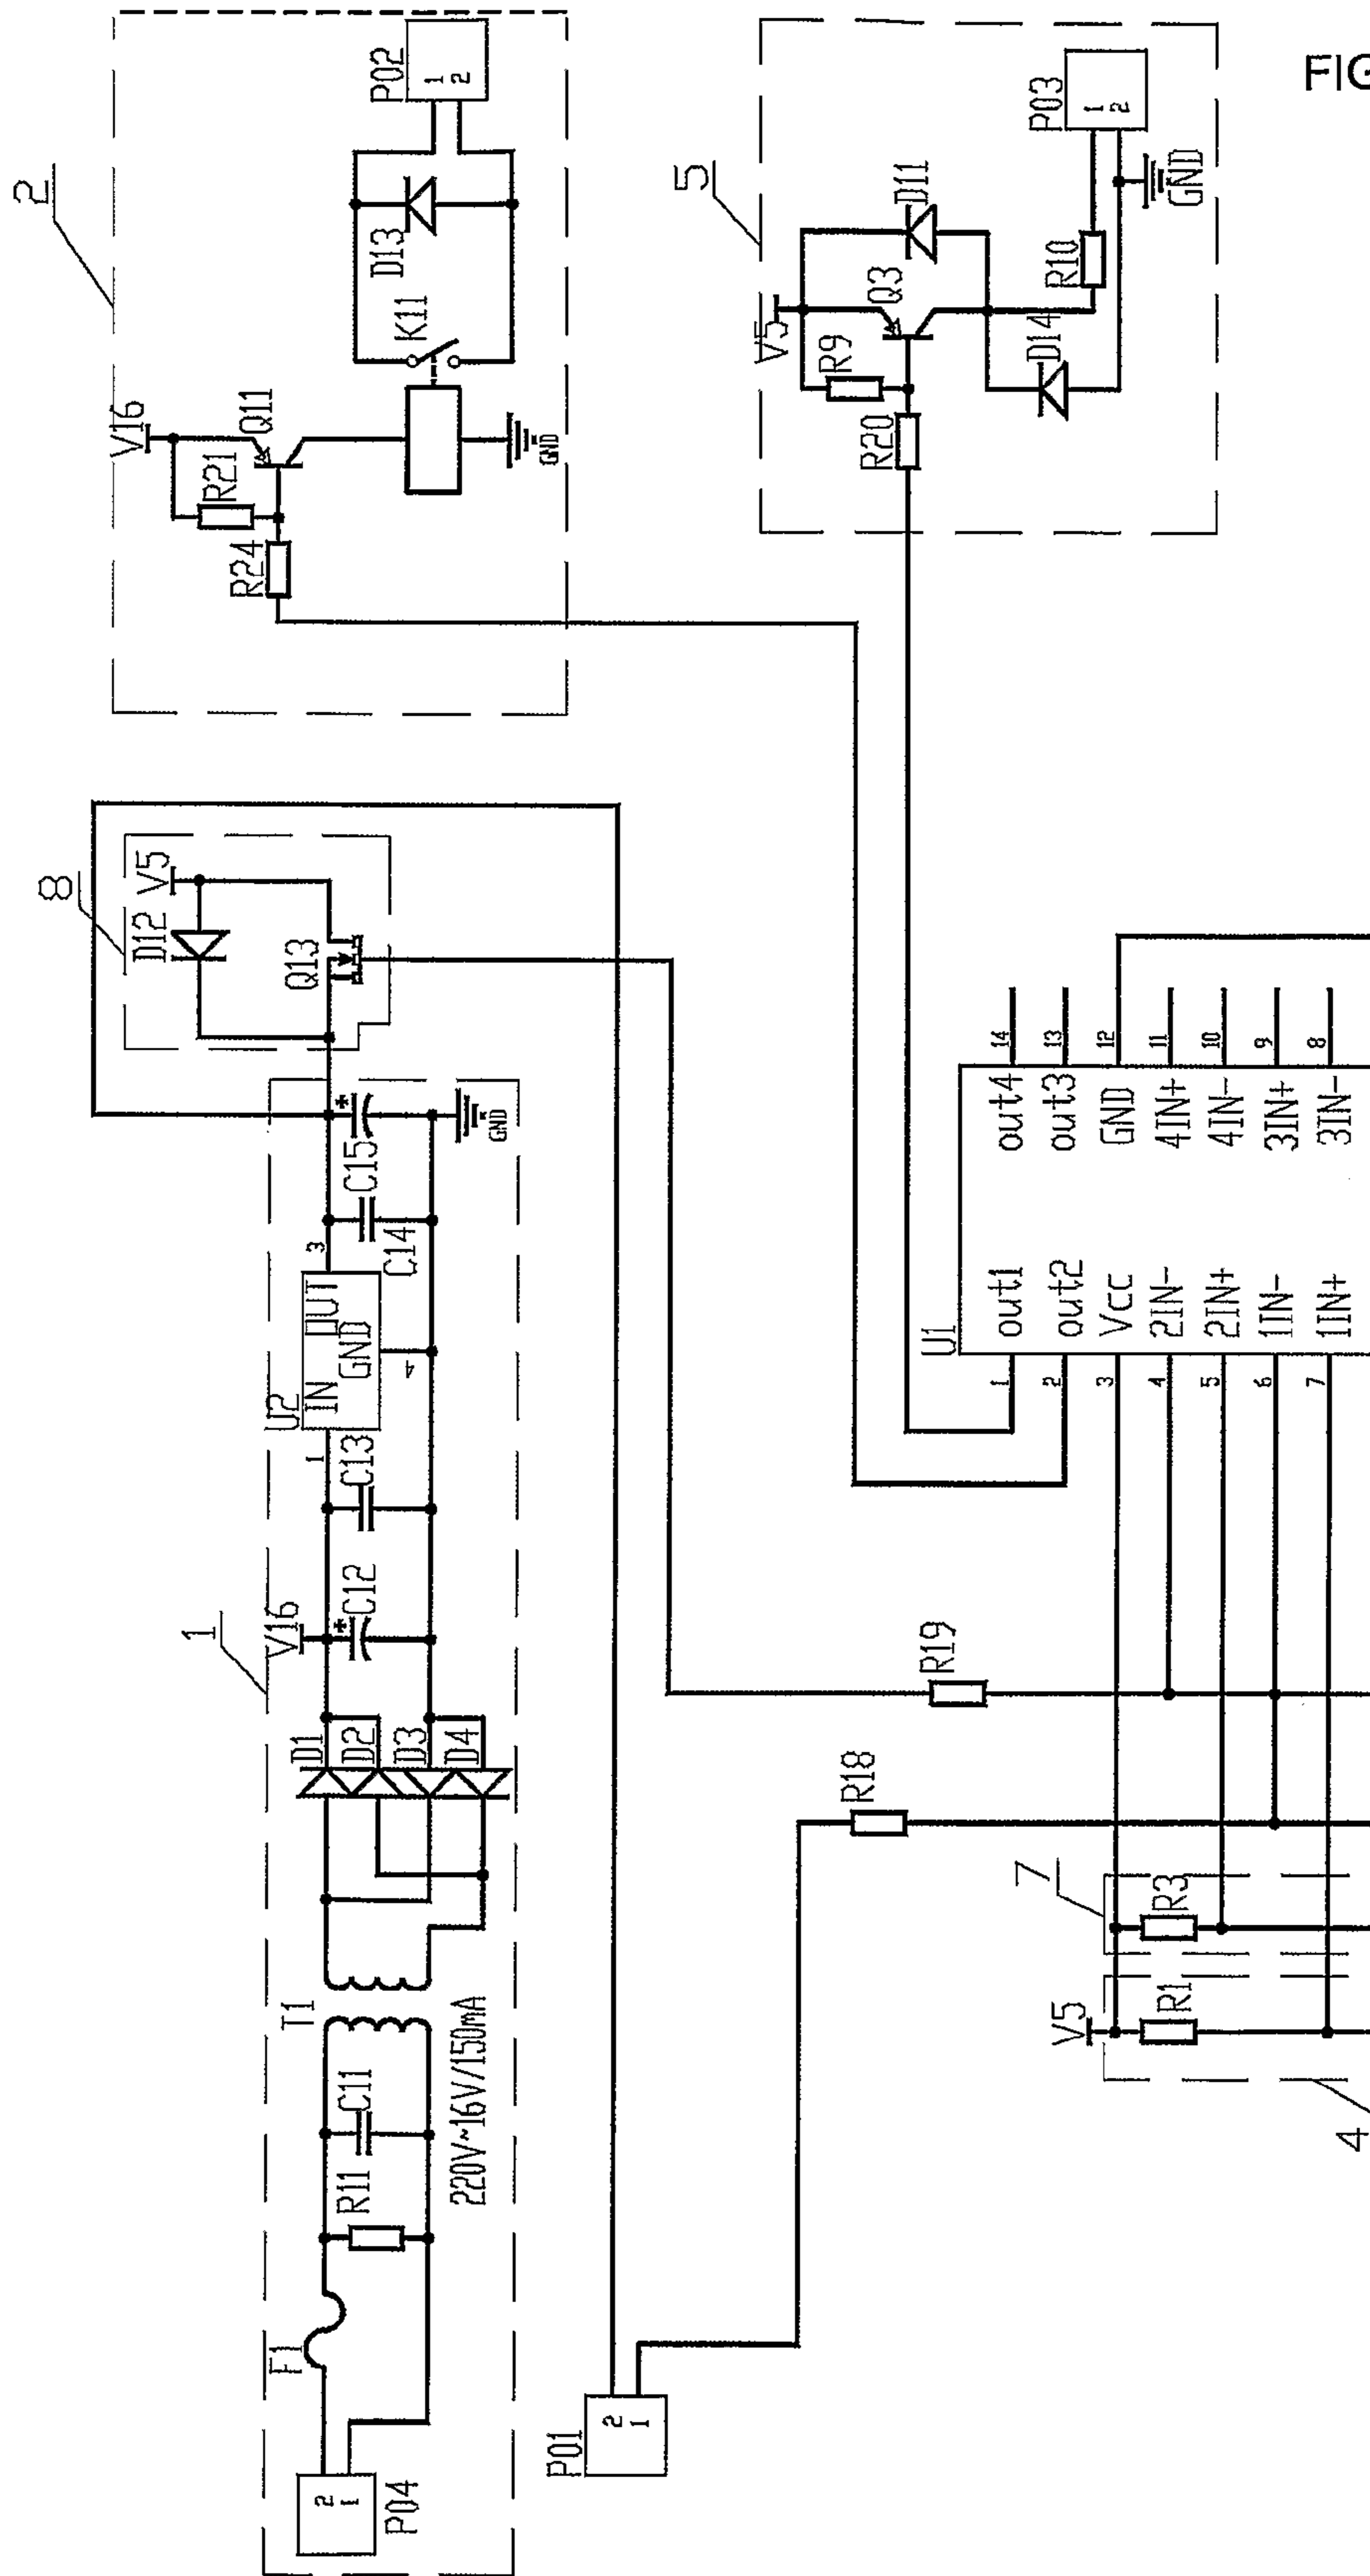 FIG
2
V16
R21
Q11
R24
K11
D13
P02
1
2
GND
5
V5
R9
Q3
D11
R20
D14
R10
P03
1
2
GND
8
D12
V5
Q13
1
P04
2
1
F1
R11
C11
T1
220V~16V/150mA
D1
D2
D3
D4
V16
C12
C13
U2
1
IN
OUT
GND
3
4
C14
C15
GND
P01
2
1
R18
R19
7
R3
V5
R1
4
U1
1
out1
2
out2
3
Vcc
4
2IN-
5
2IN+
6
1IN-
7
1IN+
out4
14
out3
13
GND
12
4IN+
11
4IN-
10
3IN+
9
3IN-
8